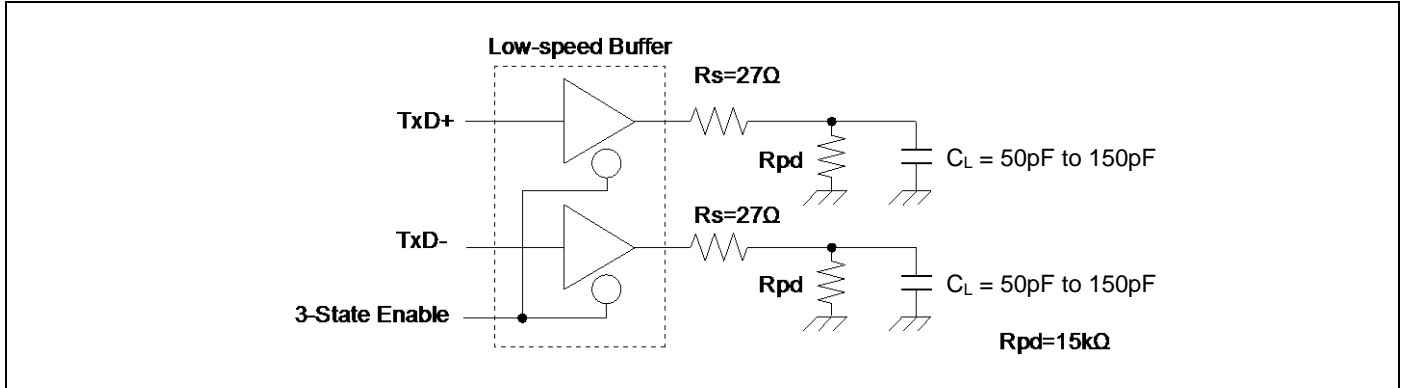 Low-speed Buffer
Rs=27Ω
TxD+
Rpd
CL = 50pF to 150pF
Rs=27Ω
TxD-
Rpd
CL = 50pF to 150pF
3-State Enable
Rpd=15kΩ